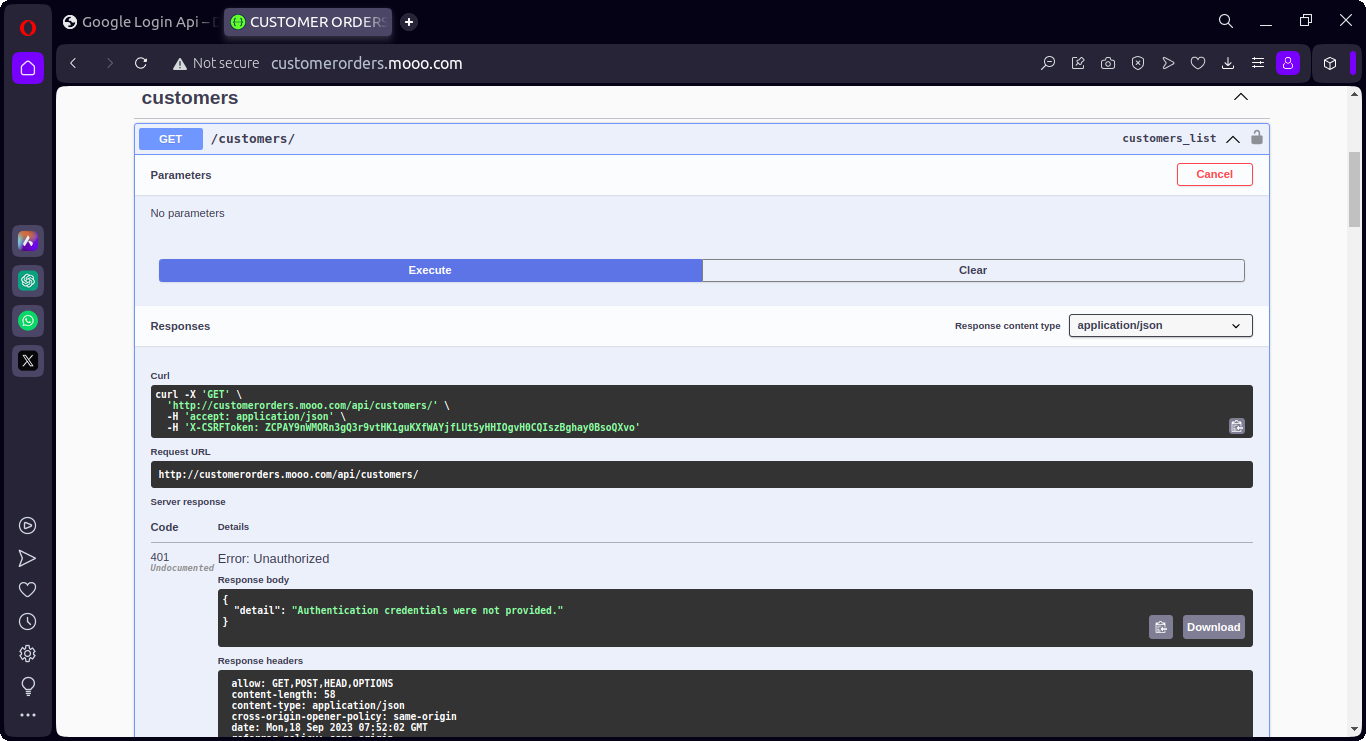 Google Login Api –
CUSTOMER ORDERS
Not secure customerorders.mooo.com
customers
GET /customers/ customers_list
Parameters Cancel
No parameters
Execute Clear
Responses Response content type application/json
Curl
curl -X 'GET' \
'http://customerorders.mooo.com/api/customers/' \
-H 'accept: application/json' \
-H 'X-CSRFToken: ZCPAY9nWMORn3gQ3r9vtHK1guKXfWAYjfLUt5yHHIOgvH0CQIszBghay0BsoQXvo'
Request URL
http://customerorders.mooo.com/api/customers/
Server response
Code Details
401 Error: Unauthorized
Undocumented
Response body
{
"detail": "Authentication credentials were not provided."
}
Download
Response headers
allow: GET,POST,HEAD,OPTIONS
content-length: 58
content-type: application/json
cross-origin-opener-policy: same-origin
date: Mon,18 Sep 2023 07:52:02 GMT